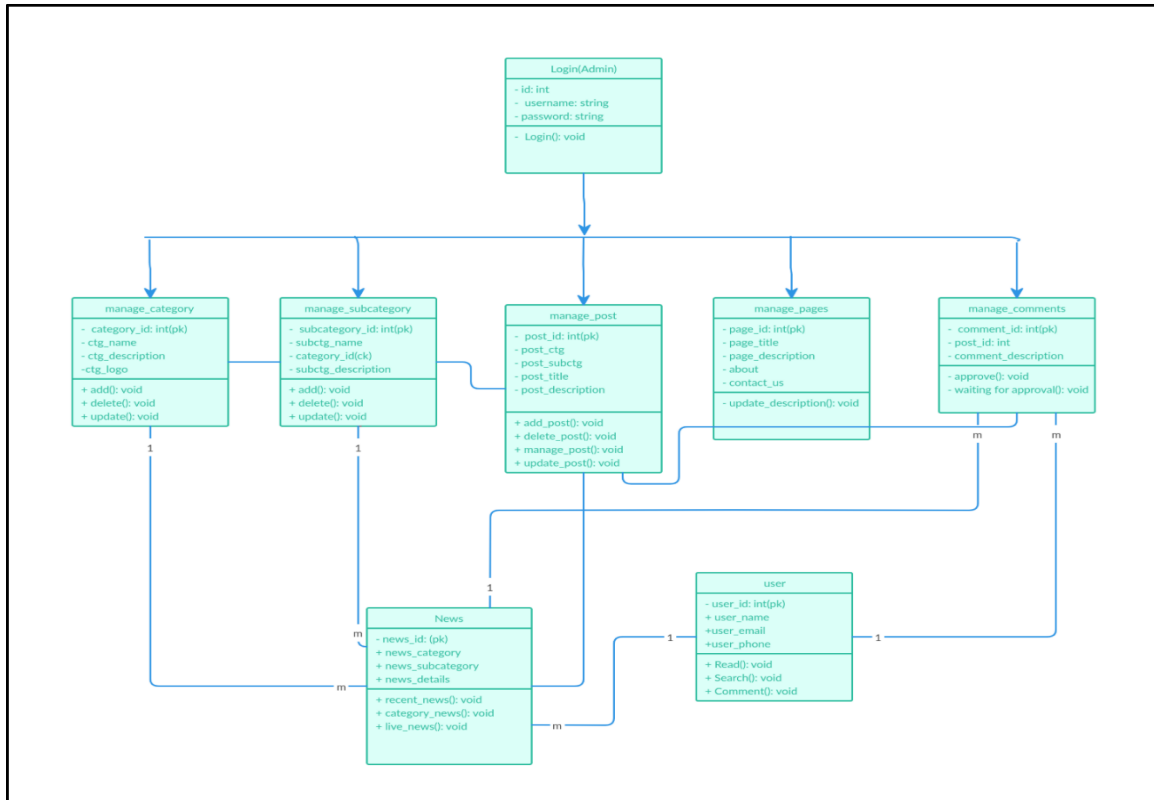 Login(Admin)
- id: int
- username: string
- password: string
- Login(): void
manage_category
- category_id: int(pk)
- ctg_name
- ctg_description
-ctg_logo
+ add(): void
+ delete(): void
+ update(): void
manage_subcategory
- subcategory_id: int(pk)
- subctg_name
- category_id(ck)
- subctg_description
+ add(): void
+ delete(): void
+ update(): void
manage_post
- post_id: int(pk)
- post_ctg
- post_subctg
- post_title
- post_description
+ add_post(): void
+ delete_post(): void
+ manage_post(): void
+ update_post(): void
manage_pages
- page_id: int(pk)
- page_title
- page_description
- about
- contact_us
- update_description(): void
manage_comments
- comment_id: int(pk)
- post_id: int
- comment_description
- approve(): void
- waiting for approval(): void
1
1
m
m
1
m
m
News
- news_id: (pk)
+ news_category
+ news_subcategory
+ news_details
+ recent_news(): void
+ category_news(): void
+ live_news(): void
m
1
user
- user_id: int(pk)
+ user_name
+user_email
+user_phone
+ Read(): void
+ Search(): void
+ Comment(): void
1